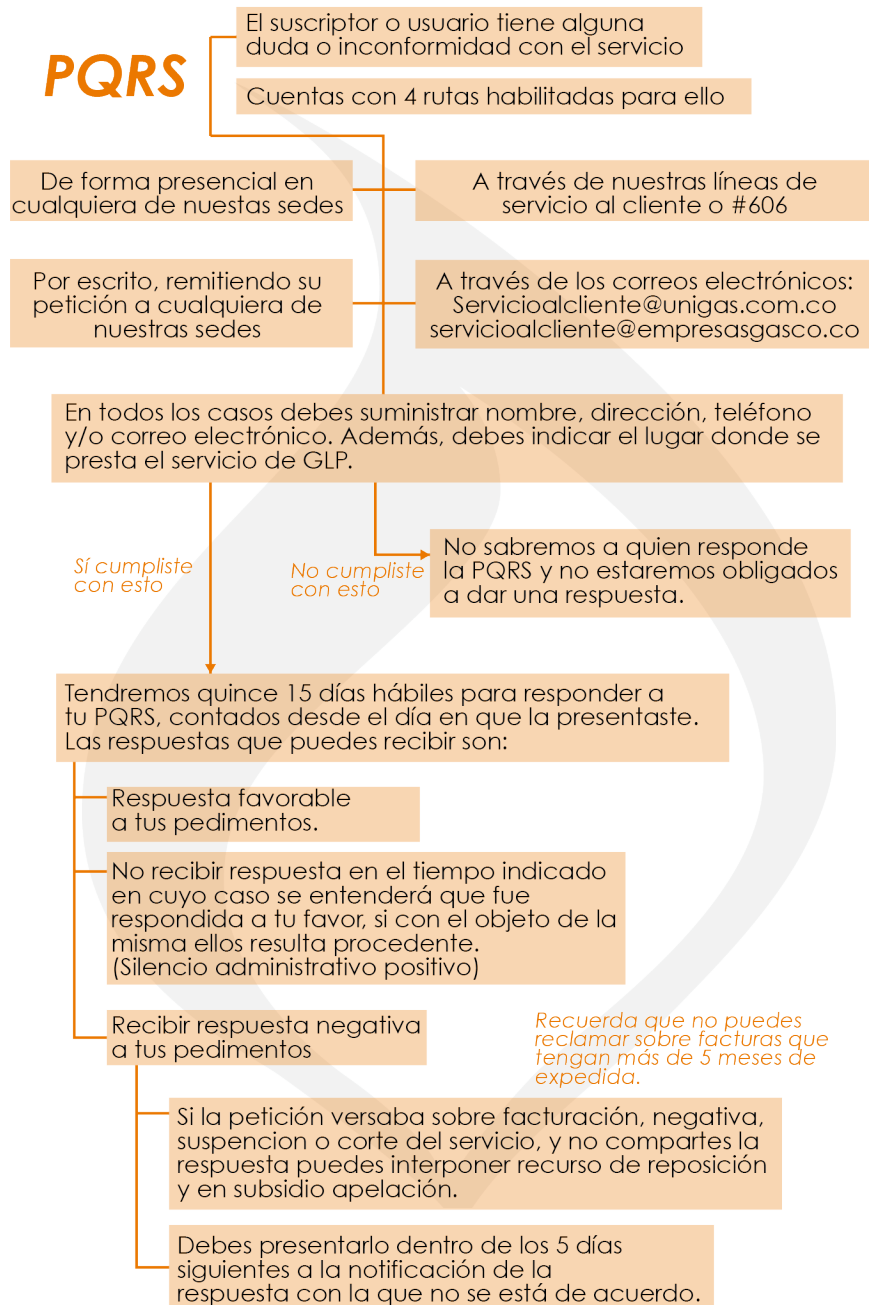 PQRS
El suscriptor o usuario tiene alguna
duda o inconformidad con el servicio
Cuentas con 4 rutas habilitadas para ello
De forma presencial en
cualquiera de nuestas sedes
A través de nuestras líneas de
servicio al cliente o #606
Por escrito, remitiendo su
petición a cualquiera de
nuestras sedes
A través de los correos electrónicos:
Servicioalcliente@unigas.com.co
servicioalcliente@empresasgasco.co
En todos los casos debes suministrar nombre, dirección, teléfono
y/o correo electrónico. Además, debes indicar el lugar donde se
presta el servicio de GLP.
Sí cumpliste
con esto
No cumpliste
con esto
No sabremos a quien responde
la PQRS y no estaremos obligados
a dar una respuesta.
Tendremos quince 15 días hábiles para responder a
tu PQRS, contados desde el día en que la presentaste.
Las respuestas que puedes recibir son:
Respuesta favorable
a tus pedimentos.
No recibir respuesta en el tiempo indicado
en cuyo caso se entenderá que fue
respondida a tu favor, si con el objeto de la
misma ellos resulta procedente.
(Silencio administrativo positivo)
Recibir respuesta negativa
a tus pedimentos
Recuerda que no puedes
reclamar sobre facturas que
tengan más de 5 meses de
expedida.
Si la petición versaba sobre facturación, negativa,
suspencion o corte del servicio, y no compartes la
respuesta puedes interponer recurso de reposición
y en subsidio apelación.
Debes presentarlo dentro de los 5 días
siguientes a la notificación de la
respuesta con la que no se está de acuerdo.